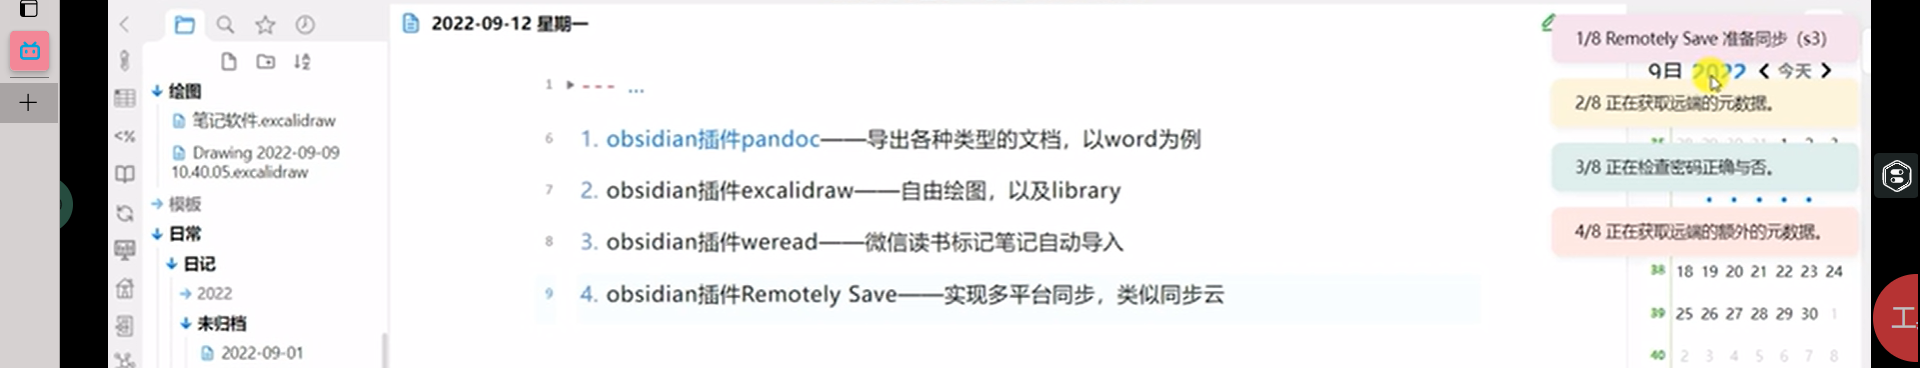 2022-09-12 星期一
绘图
笔记软件.excalidraw
Drawing 2022-09-09
10.40.05.excalidraw
模板
日常
日记
2022
未归档
2022-09-01
1 --- ...
6 1. obsidian插件pandoc——导出各种类型的文档，以word为例
7 2. obsidian插件excalidraw——自由绘图，以及library
8 3. obsidian插件weread——微信读书标记笔记自动导入
9 4. obsidian插件Remotely Save——实现多平台同步，类似同步云
1/8 Remotely Save 准备同步（s3）
9日 2022 今天
2/8 正在获取远端的元数据。
3/8 正在检查密码正确与否。
4/8 正在获取远端的额外的元数据。
38 18 19 20 21 22 23 24
39 25 26 27 28 29 30 1
40 2 3 4 5 6 7 8
工